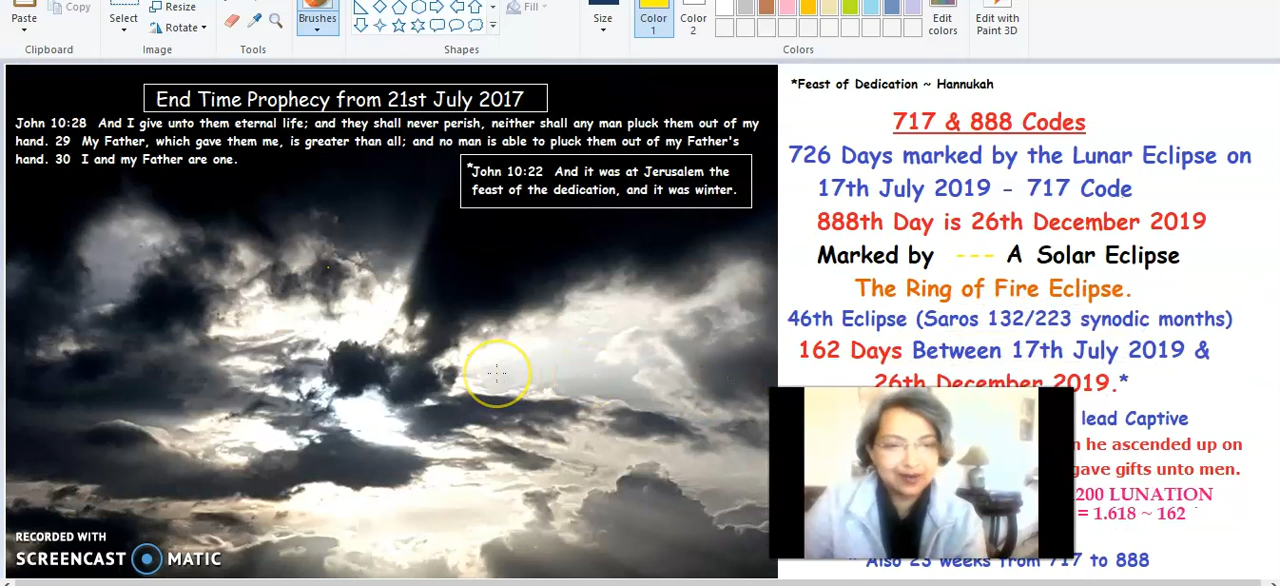 Paste
Copy
Select
Resize
Rotate
Brushes
Size
Color
1
Color
2
Fill
Edit
colors
Edit with
Paint 3D
Clipboard
Image
Tools
Shapes
Colors
End Time Prophecy from 21st July 2017
John 10:28 And I give unto them eternal life; and they shall never perish, neither shall any man pluck them out of my
hand. 29 My Father, which gave them me, is greater than all; and no man is able to pluck them out of my Father's
hand. 30 I and my Father are one.
*John 10:22 And it was at Jerusalem the
feast of the dedication, and it was winter.
RECORDED WITH
SCREENCAST MATIC
*Feast of Dedication ~ Hannukah
717 & 888 Codes
726 Days marked by the Lunar Eclipse on
17th July 2019 - 717 Code
888th Day is 26th December 2019
Marked by --- A Solar Eclipse
The Ring of Fire Eclipse.
46th Eclipse (Saros 132/223 synodic months)
162 Days Between 17th July 2019 &
26th December 2019.*
lead Captive
he ascended up on
gave gifts unto men.
200 LUNATION
= 1.618 ~ 162
* Also 23 weeks from 717 to 888